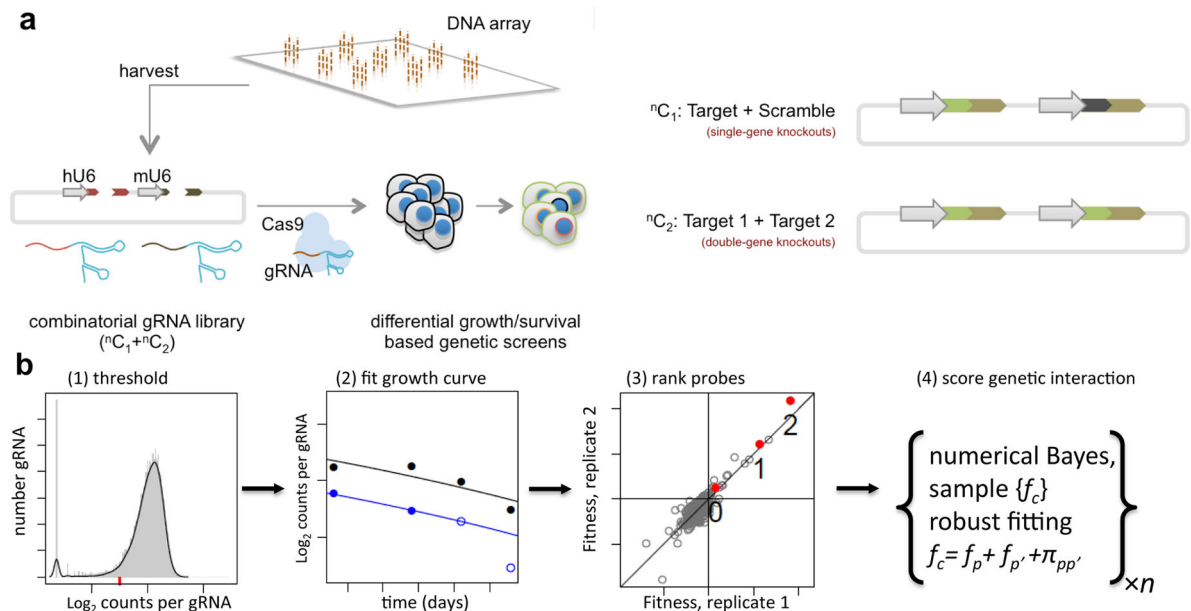 a
DNA array
harvest
hU6
mU6
Cas9
gRNA
combinatorial gRNA library
(ⁿC₁+ⁿC₂)
differential growth/survival
based genetic screens
ⁿC₁: Target + Scramble
(single-gene knockouts)
ⁿC₂: Target 1 + Target 2
(double-gene knockouts)
b
(1) threshold
number gRNA
Log₂ counts per gRNA
(2) fit growth curve
Log₂ counts per gRNA
time (days)
(3) rank probes
Fitness, replicate 2
0
1
2
Fitness, replicate 1
(4) score genetic interaction
numerical Bayes,
sample {f_c}
robust fitting
f_c= f_p+ f_p′ +π_pp′
×n